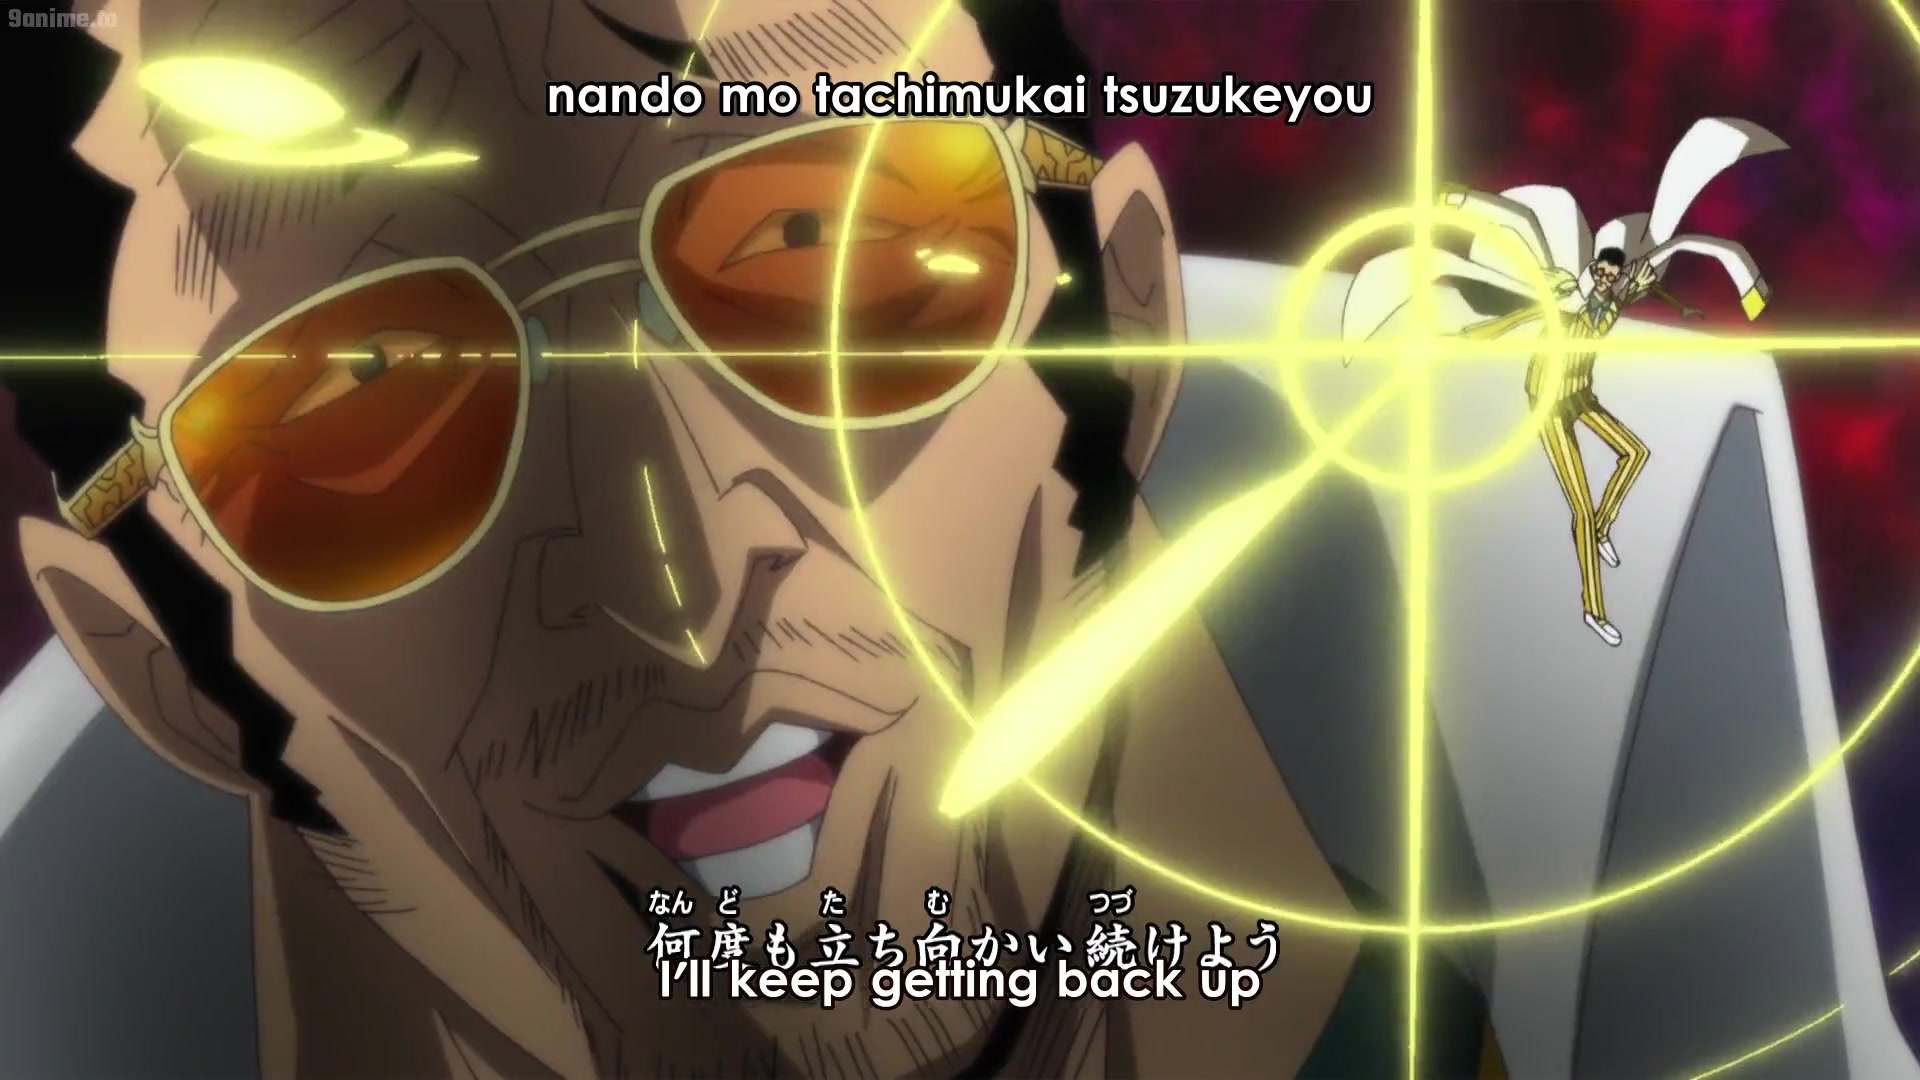 9anime.to
nando mo tachimukai tsuzukeyou
なん ど た む つづ
何度も立ち向かい続けよう
I'll keep getting back up